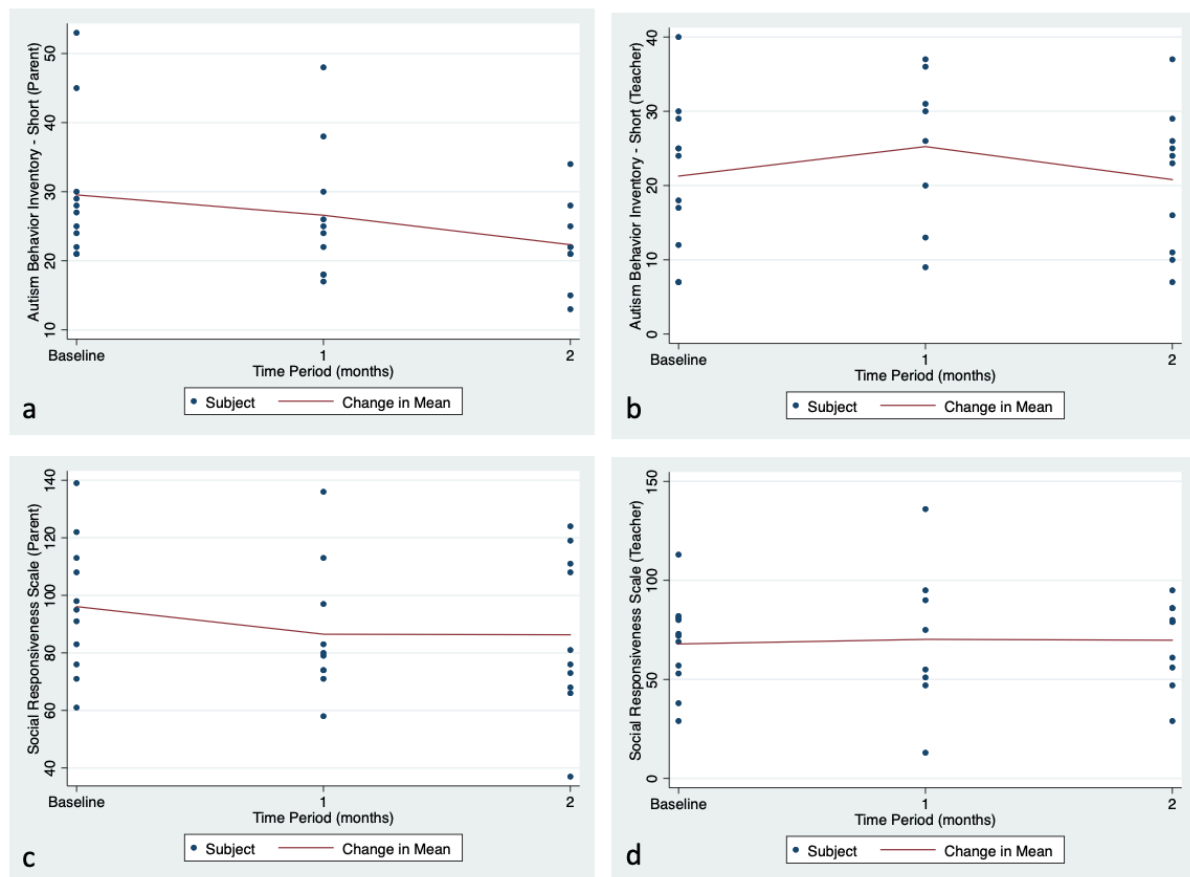 Autism Behavior Inventory - Short (Parent)
50
40
30
20
10
Baseline
1
2
Time Period (months)
Subject
Change in Mean
a
Autism Behavior Inventory - Short (Teacher)
40
30
20
10
0
Baseline
1
2
Time Period (months)
Subject
Change in Mean
b
Social Responsiveness Scale (Parent)
140
120
100
80
60
40
Baseline
1
2
Time Period (months)
Subject
Change in Mean
c
Social Responsiveness Scale (Teacher)
150
100
50
0
Baseline
1
2
Time Period (months)
Subject
Change in Mean
d